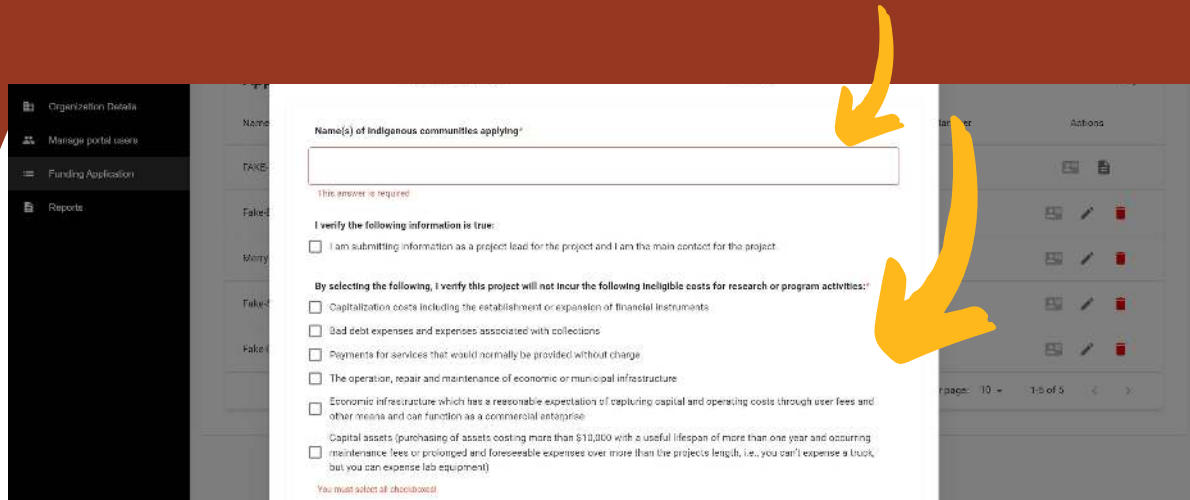 Organization Details
Manage portal users
Funding Application
Reports
Name
Actions
FAKE-
Fake-
Merry
Fake-
Fake
page: 10
1-5 of 5
Name(s) of Indigenous communities applying*
This answer is required
I verify the following information is true:
I am submitting information as a project lead for the project and I am the main contact for the project.
By selecting the following, I verify this project will not incur the following ineligible costs for research or program activities:*
Capitalization costs including the establishment or expansion of financial instruments
Bad debt expenses and expenses associated with collections
Payments for services that would normally be provided without charge
The operation, repair and maintenance of economic or municipal infrastructure
Economic infrastructure which has a reasonable expectation of capturing capital and operating costs through user fees and
other means and can function as a commercial enterprise
Capital assets (purchasing of assets costing more than $10,000 with a useful lifespan of more than one year and occurring
maintenance fees or prolonged and foreseeable expenses over more than the projects length, i.e., you can't expense a truck,
but you can expense lab equipment)
You must select all checkboxes!